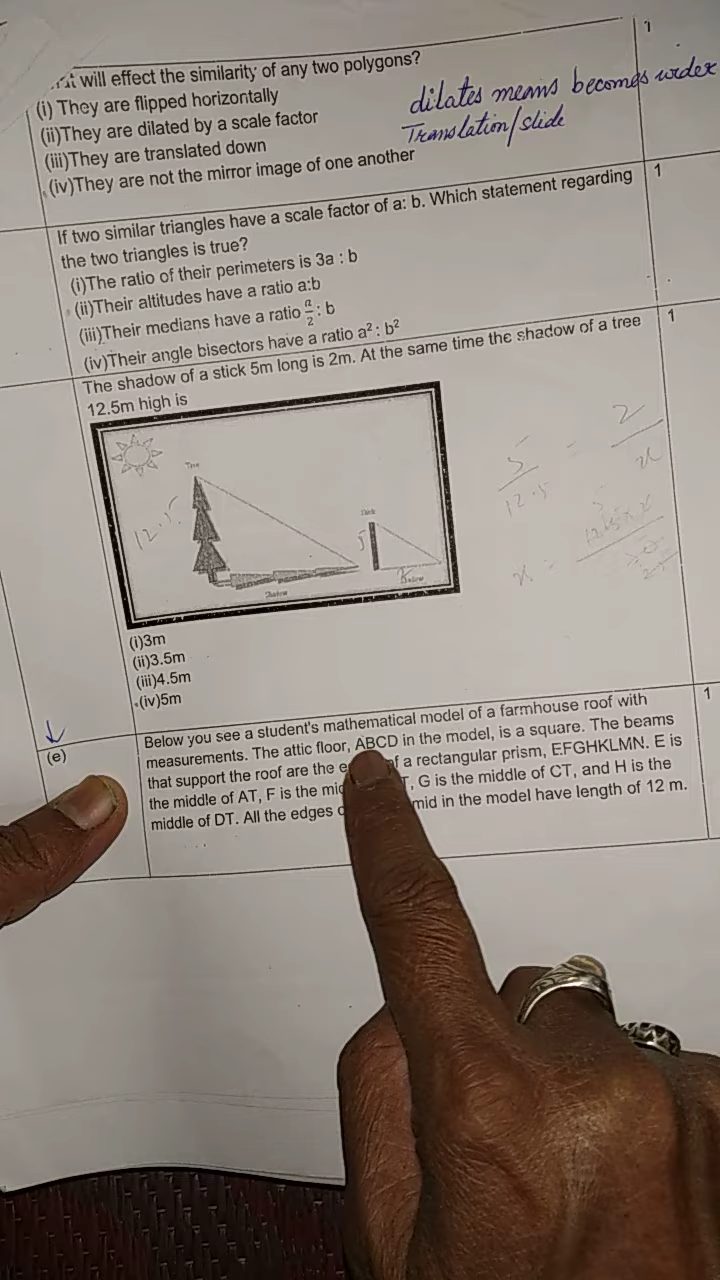 will effect the similarity of any two polygons?
1
(i) They are flipped horizontally
(ii)They are dilated by a scale factor
(iii)They are translated down
(iv)They are not the mirror image of one another
dilates means becomes wider
Translation/slide
If two similar triangles have a scale factor of a: b. Which statement regarding
1
the two triangles is true?
(i)The ratio of their perimeters is 3a : b
(ii)Their altitudes have a ratio a:b
(iii)Their medians have a ratio a/2 : b
(iv)Their angle bisectors have a ratio a² : b²
The shadow of a stick 5m long is 2m. At the same time the shadow of a tree
1
12.5m high is
Tree
12.5
Stick
5
Shadow
5/12.5 = 2/x
x =
(i)3m
(ii)3.5m
(iii)4.5m
(iv)5m
(e)
Below you see a student's mathematical model of a farmhouse roof with
1
measurements. The attic floor, ABCD in the model, is a square. The beams
that support the roof are the of a rectangular prism, EFGHKLMN. E is
the middle of AT, F is the T, G is the middle of CT, and H is the
middle of DT. All the edges mid in the model have length of 12 m.